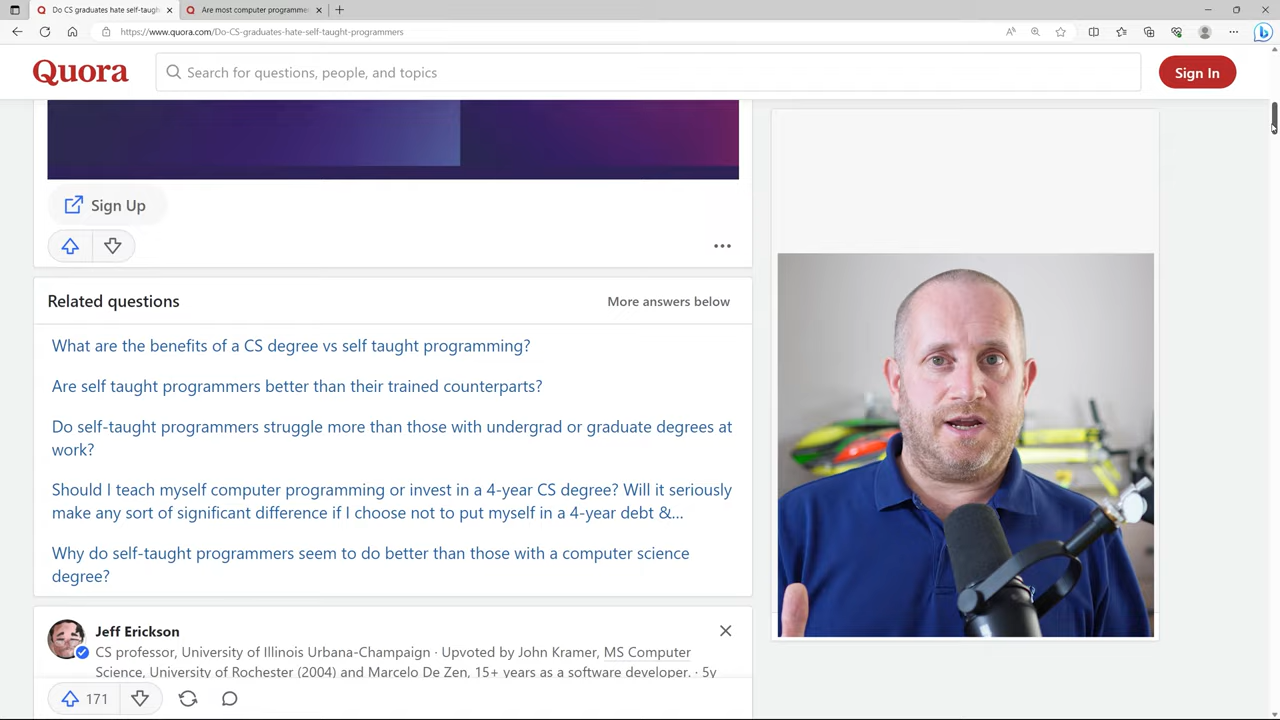 Do CS graduates hate self-taugh
Are most computer programme
https://www.quora.com/Do-CS-graduates-hate-self-taught-programmers
Quora
Search for questions, people, and topics
Sign In
Sign Up
Related questions
More answers below
What are the benefits of a CS degree vs self taught programming?
Are self taught programmers better than their trained counterparts?
Do self-taught programmers struggle more than those with undergrad or graduate degrees at
work?
Should I teach myself computer programming or invest in a 4-year CS degree? Will it seriously
make any sort of significant difference if I choose not to put myself in a 4-year debt &...
Why do self-taught programmers seem to do better than those with a computer science
degree?
Jeff Erickson
CS professor, University of Illinois Urbana-Champaign · Upvoted by John Kramer, MS Computer
Science, University of Rochester (2004) and Marcelo De Zen, 15+ years as a software developer. · 5y
171